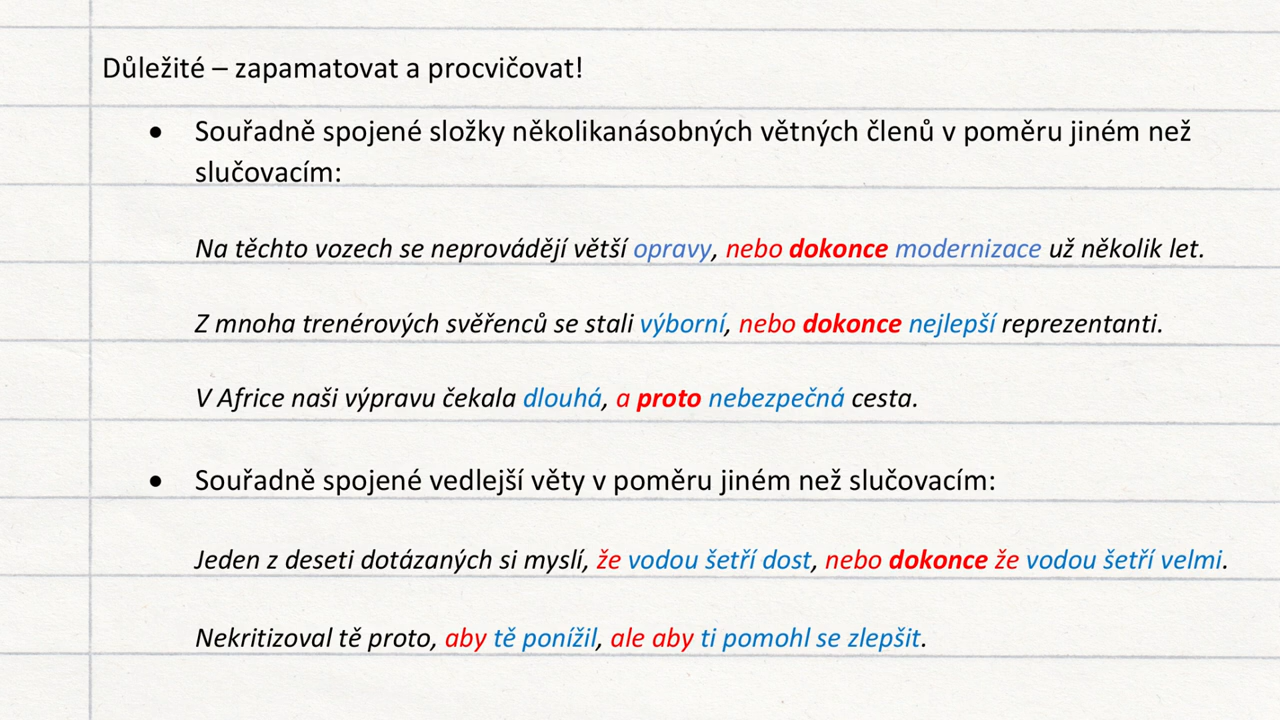 Důležité – zapamatovat a procvičovat!
• Souřadně spojené složky několikanásobných větných členů v poměru jiném než
slučovacím:
Na těchto vozech se neprovádějí větší opravy, nebo dokonce modernizace už několik let.
Z mnoha trenérových svěřenců se stali výborní, nebo dokonce nejlepší reprezentanti.
V Africe naši výpravu čekala dlouhá, a proto nebezpečná cesta.
• Souřadně spojené vedlejší věty v poměru jiném než slučovacím:
Jeden z deseti dotázaných si myslí, že vodou šetří dost, nebo dokonce že vodou šetří velmi.
Nekritizoval tě proto, aby tě ponížil, ale aby ti pomohl se zlepšit.